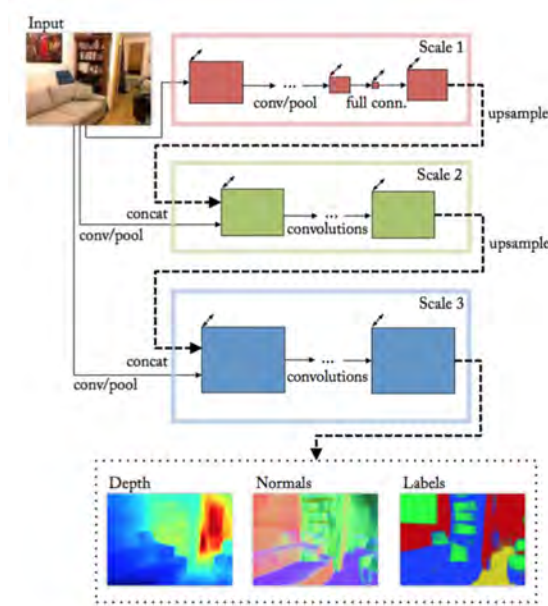 Input
Scale 1
conv/pool
full conn.
upsample
Scale 2
concat
conv/pool
convolutions
upsample
Scale 3
concat
conv/pool
convolutions
Depth
Normals
Labels